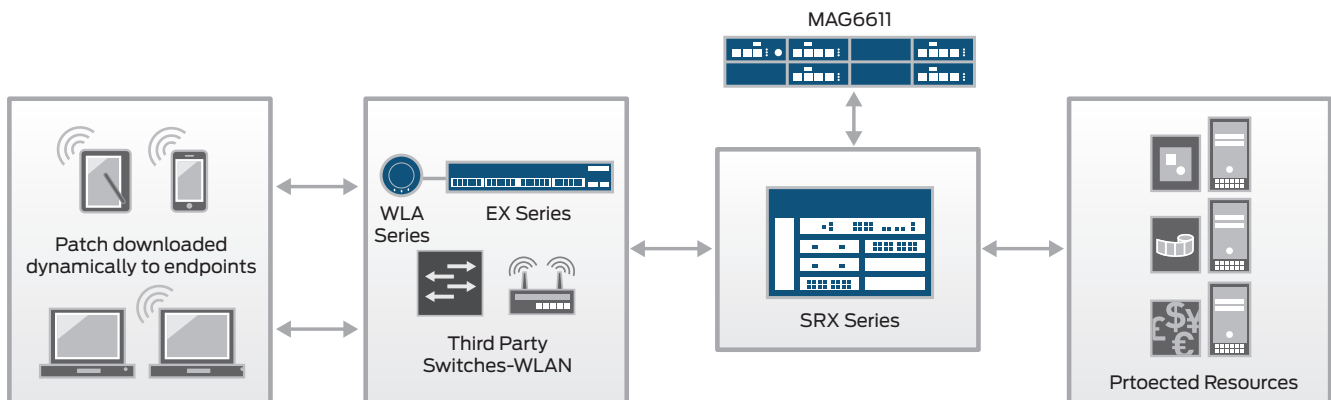 MAG6611
Patch downloaded
dynamically to endpoints
WLA
Series
EX Series
Third Party
Switches-WLAN
SRX Series
£$¥
€
Prtoected Resources